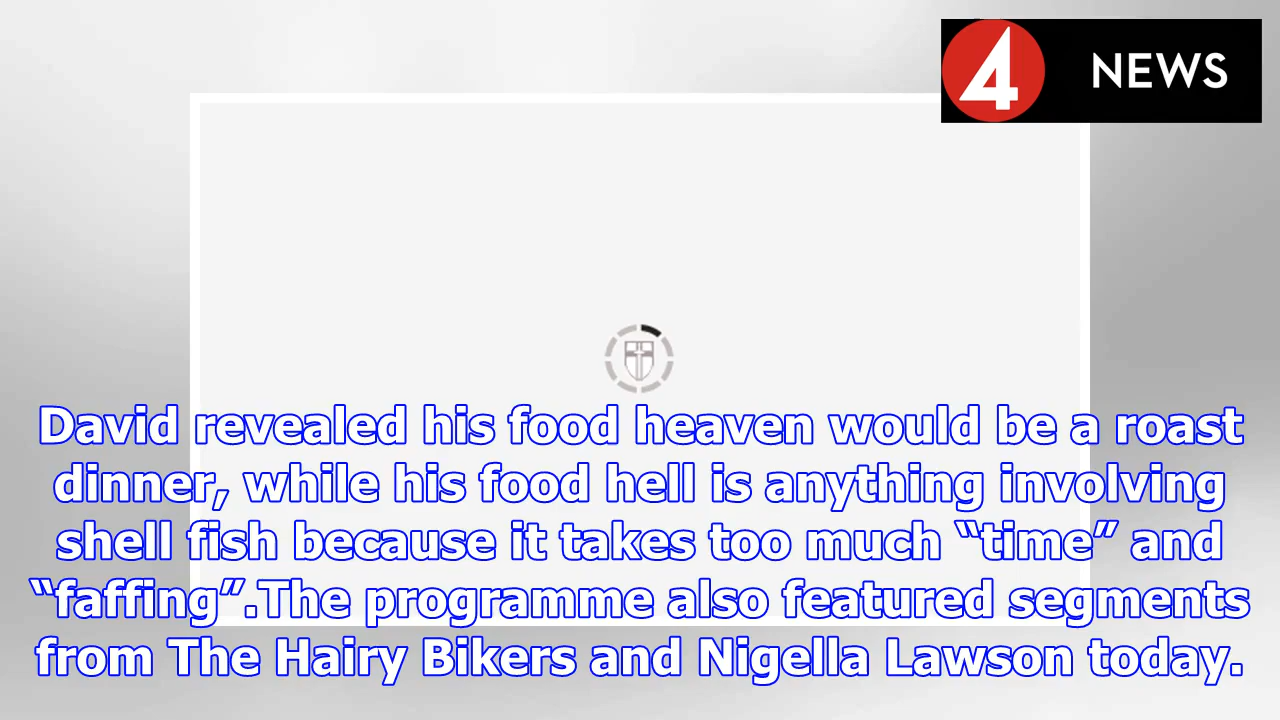 4 NEWS
David revealed his food heaven would be a roast
dinner, while his food hell is anything involving
shell fish because it takes too much “time” and
“faffing”.The programme also featured segments
from The Hairy Bikers and Nigella Lawson today.